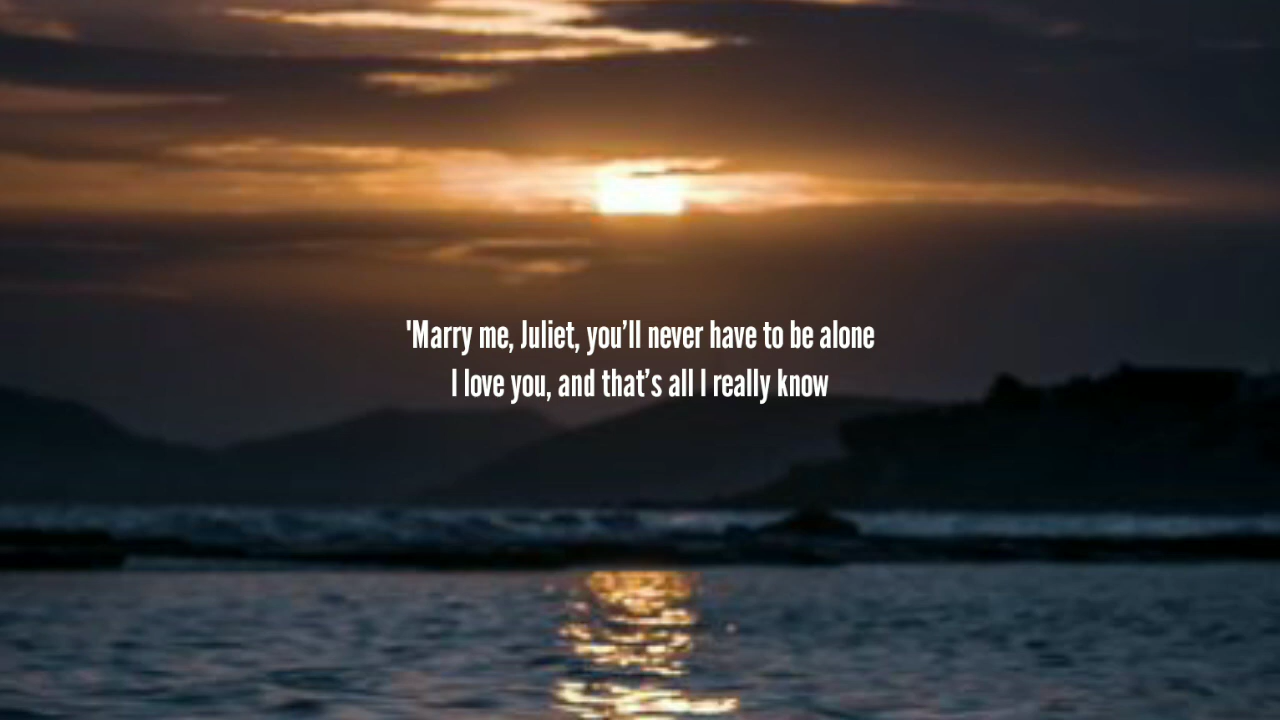 'Marry me, Juliet, you’ll never have to be alone
I love you, and that’s all I really know